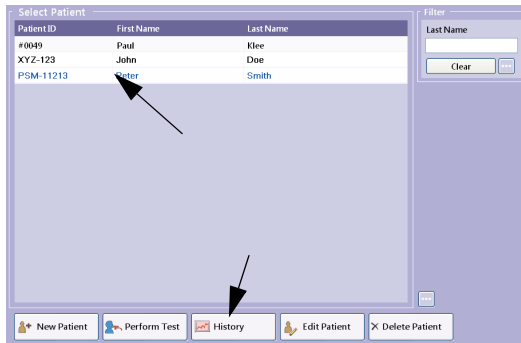 Select Patient
Filter
Patient ID First Name Last Name
Last Name
#0049 Paul Klee
XYZ-123 John Doe
Clear ...
PSM-11213 Peter Smith
...
New Patient Perform Test History Edit Patient Delete Patient